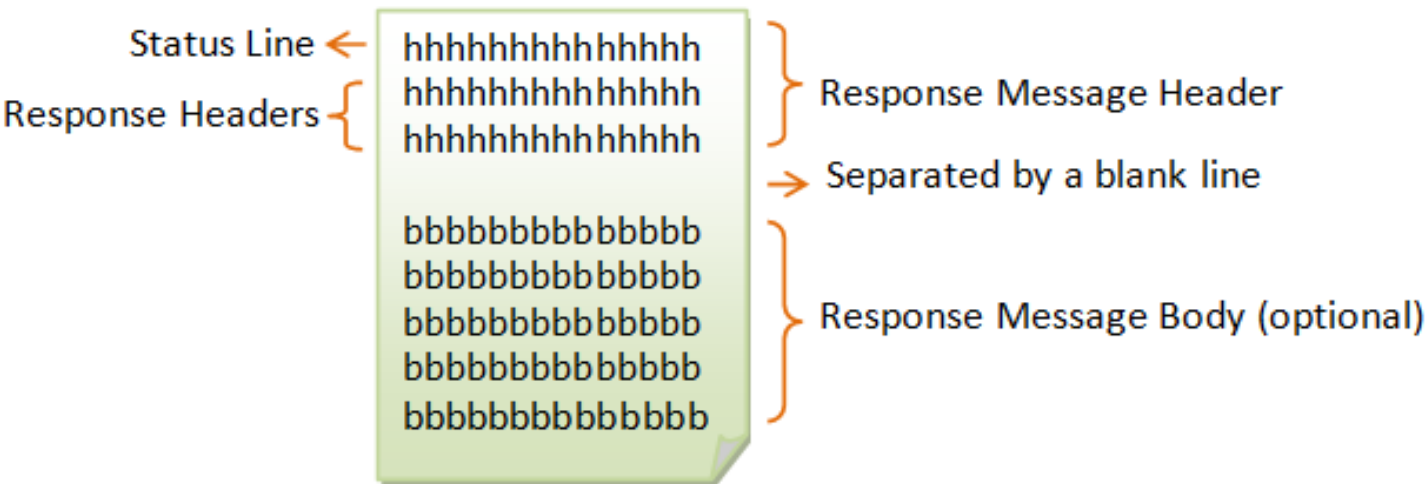 Status Line
Response Headers
hhhhhhhhhhhhhh
hhhhhhhhhhhhhh
hhhhhhhhhhhhhh
bbbbbbbbbbbbbb
bbbbbbbbbbbbbb
bbbbbbbbbbbbbb
bbbbbbbbbbbbbb
bbbbbbbbbbbbbb
Response Message Header
Separated by a blank line
Response Message Body (optional)